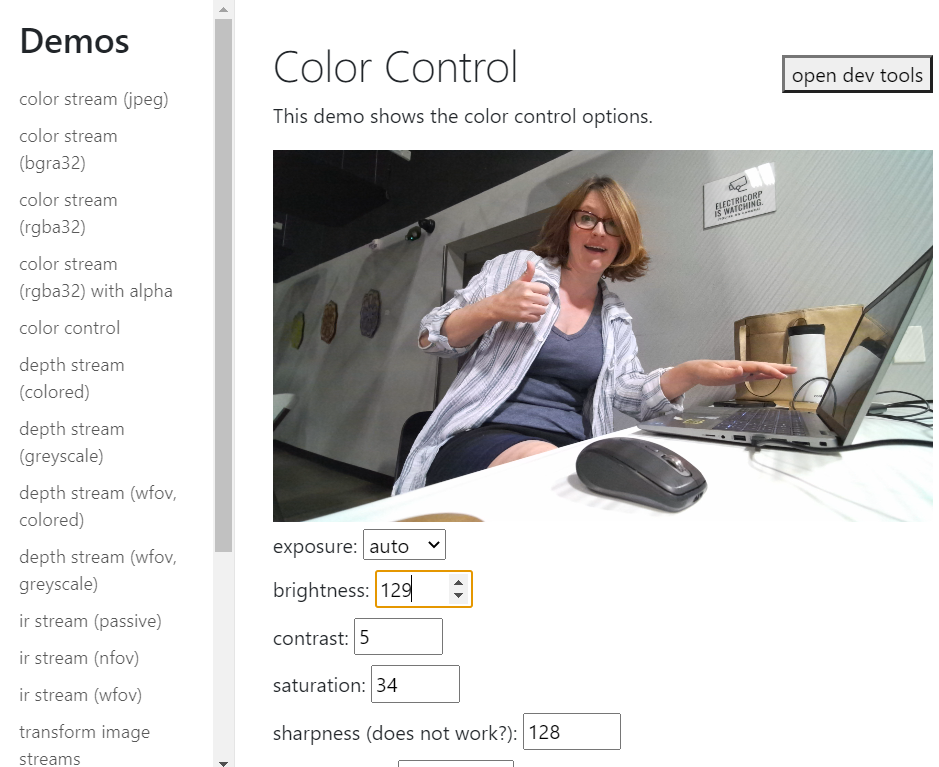 Demos
color stream (jpeg)
color stream
(bgra32)
color stream
(rgba32)
color stream
(rgba32) with alpha
color control
depth stream
(colored)
depth stream
(greyscale)
depth stream (wfov,
colored)
depth stream (wfov,
greyscale)
ir stream (passive)
ir stream (nfov)
ir stream (wfov)
transform image
streams
Color Control
open dev tools
This demo shows the color control options.
ELECTRICORP
IS WATCHING.
exposure: auto
brightness: 129
contrast: 5
saturation: 34
sharpness (does not work?): 128